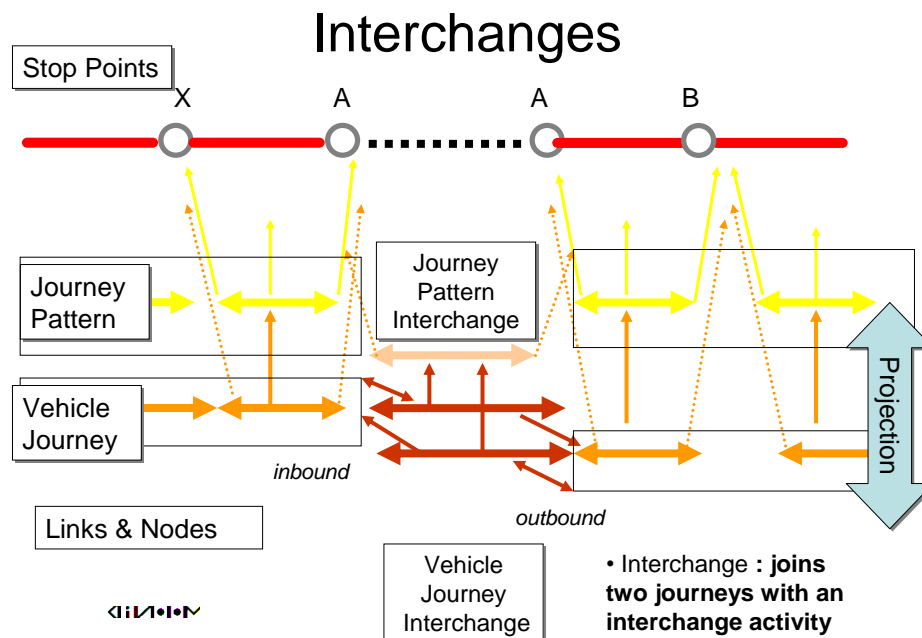 Interchanges
Stop Points
X
A
A
B
Journey
Pattern
Journey
Pattern
Interchange
Vehicle
Journey
Projection
inbound
outbound
Links & Nodes
Vehicle
Journey
Interchange
• Interchange : joins
two journeys with an
interchange activity